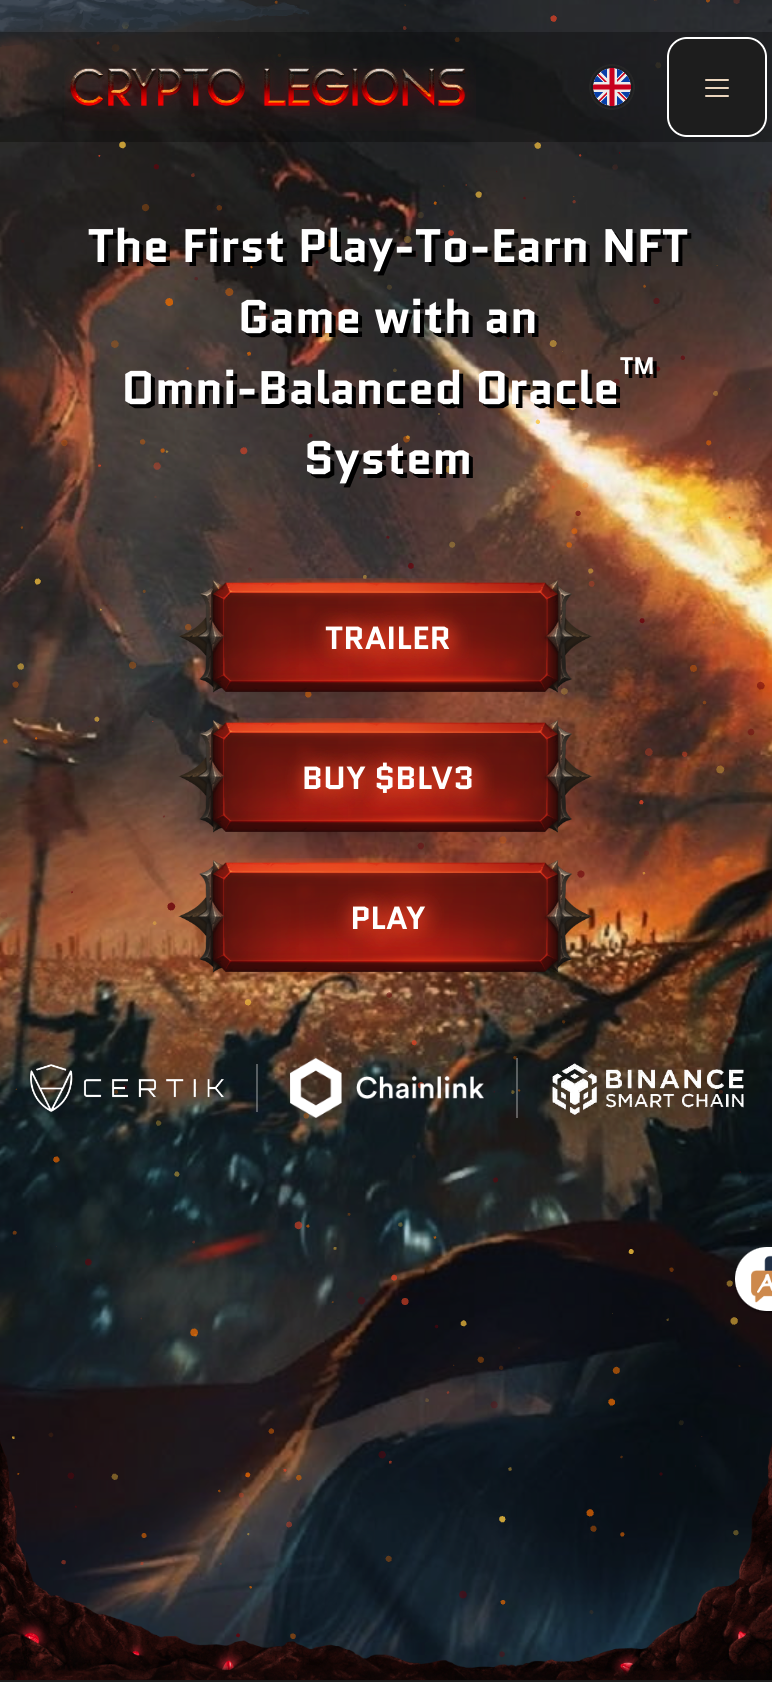 CRYPTO LEGIONS
The First Play-To-Earn NFT
Game with an
Omni-Balanced Oracle™
System
TRAILER
BUY $BLV3
PLAY
CERTIK
Chainlink
BINANCE
SMART CHAIN
A